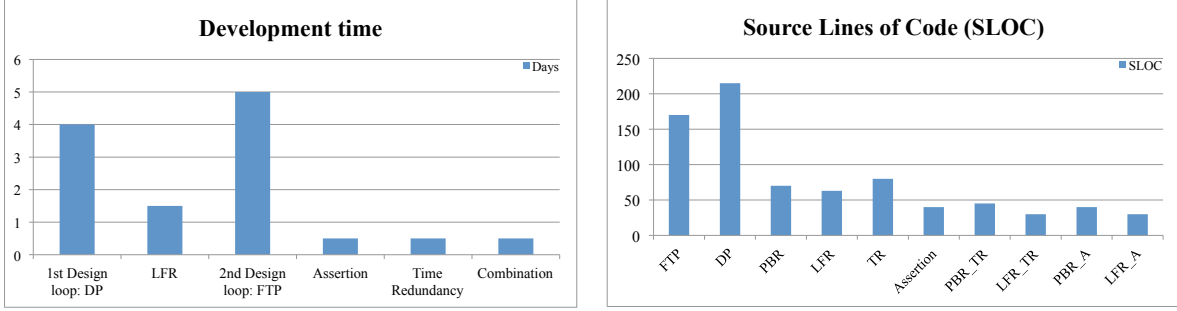 Development time
6
5
4
3
2
1
0
Days
1st Design
loop: DP
LFR
2nd Design
loop: FTP
Assertion
Time
Redundancy
Combination
Source Lines of Code (SLOC)
250
200
150
100
50
0
SLOC
FTP
DP
PBR
LFR
TR
Assertion
PBR_TR
LFR_TR
PBR_A
LFR_A